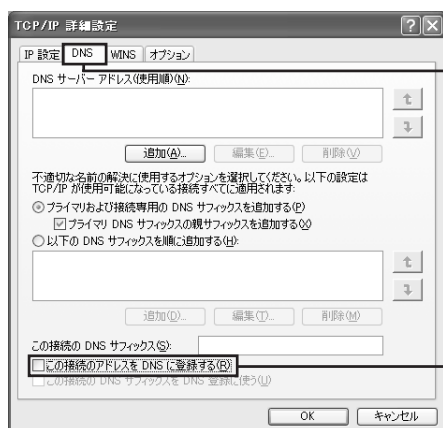 TCP/IP 詳細設定
IP 設定 DNS WINS オプション
DNS サーバー アドレス(使用順)(N):
追加(A)... 編集(E)... 削除(V)
不適切な名前の解決に使用するオプションを選択してください。以下の設定は
TCP/IP が使用可能になっている接続すべてに適用されます:
プライマリおよび接続専用の DNS サフィックスを追加する(P)
プライマリ DNS サフィックスの親サフィックスを追加する(X)
以下の DNS サフィックスを順に追加する(H):
追加(D)... 編集(T)... 削除(M)
この接続の DNS サフィックス(S):
この接続のアドレスを DNS に登録する(R)
この接続の DNS サフィックスを DNS 登録に使う(U)
OK キャンセル